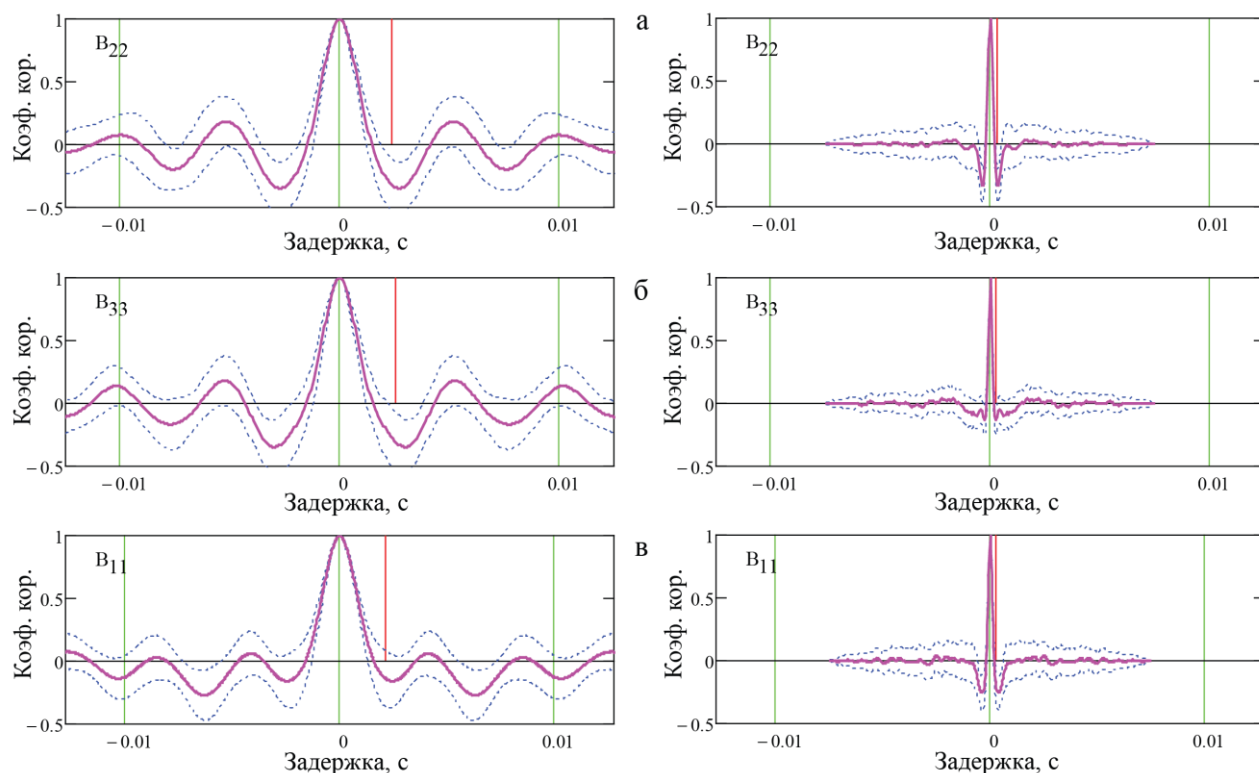 1
а
1
B22
B22
Коэф. кор.
0.5
Коэф. кор.
0.5
0
0
−0.5
−0.5
−0.01
0
0.01
−0.01
0
0.01
Задержка, с
Задержка, с
1
б
1
B33
B33
Коэф. кор.
0.5
Коэф. кор.
0.5
0
0
−0.5
−0.5
−0.01
0
0.01
−0.01
0
0.01
Задержка, с
Задержка, с
1
в
1
B11
B11
Коэф. кор.
0.5
Коэф. кор.
0.5
0
0
−0.5
−0.5
−0.01
0
0.01
−0.01
0
0.01
Задержка, с
Задержка, с